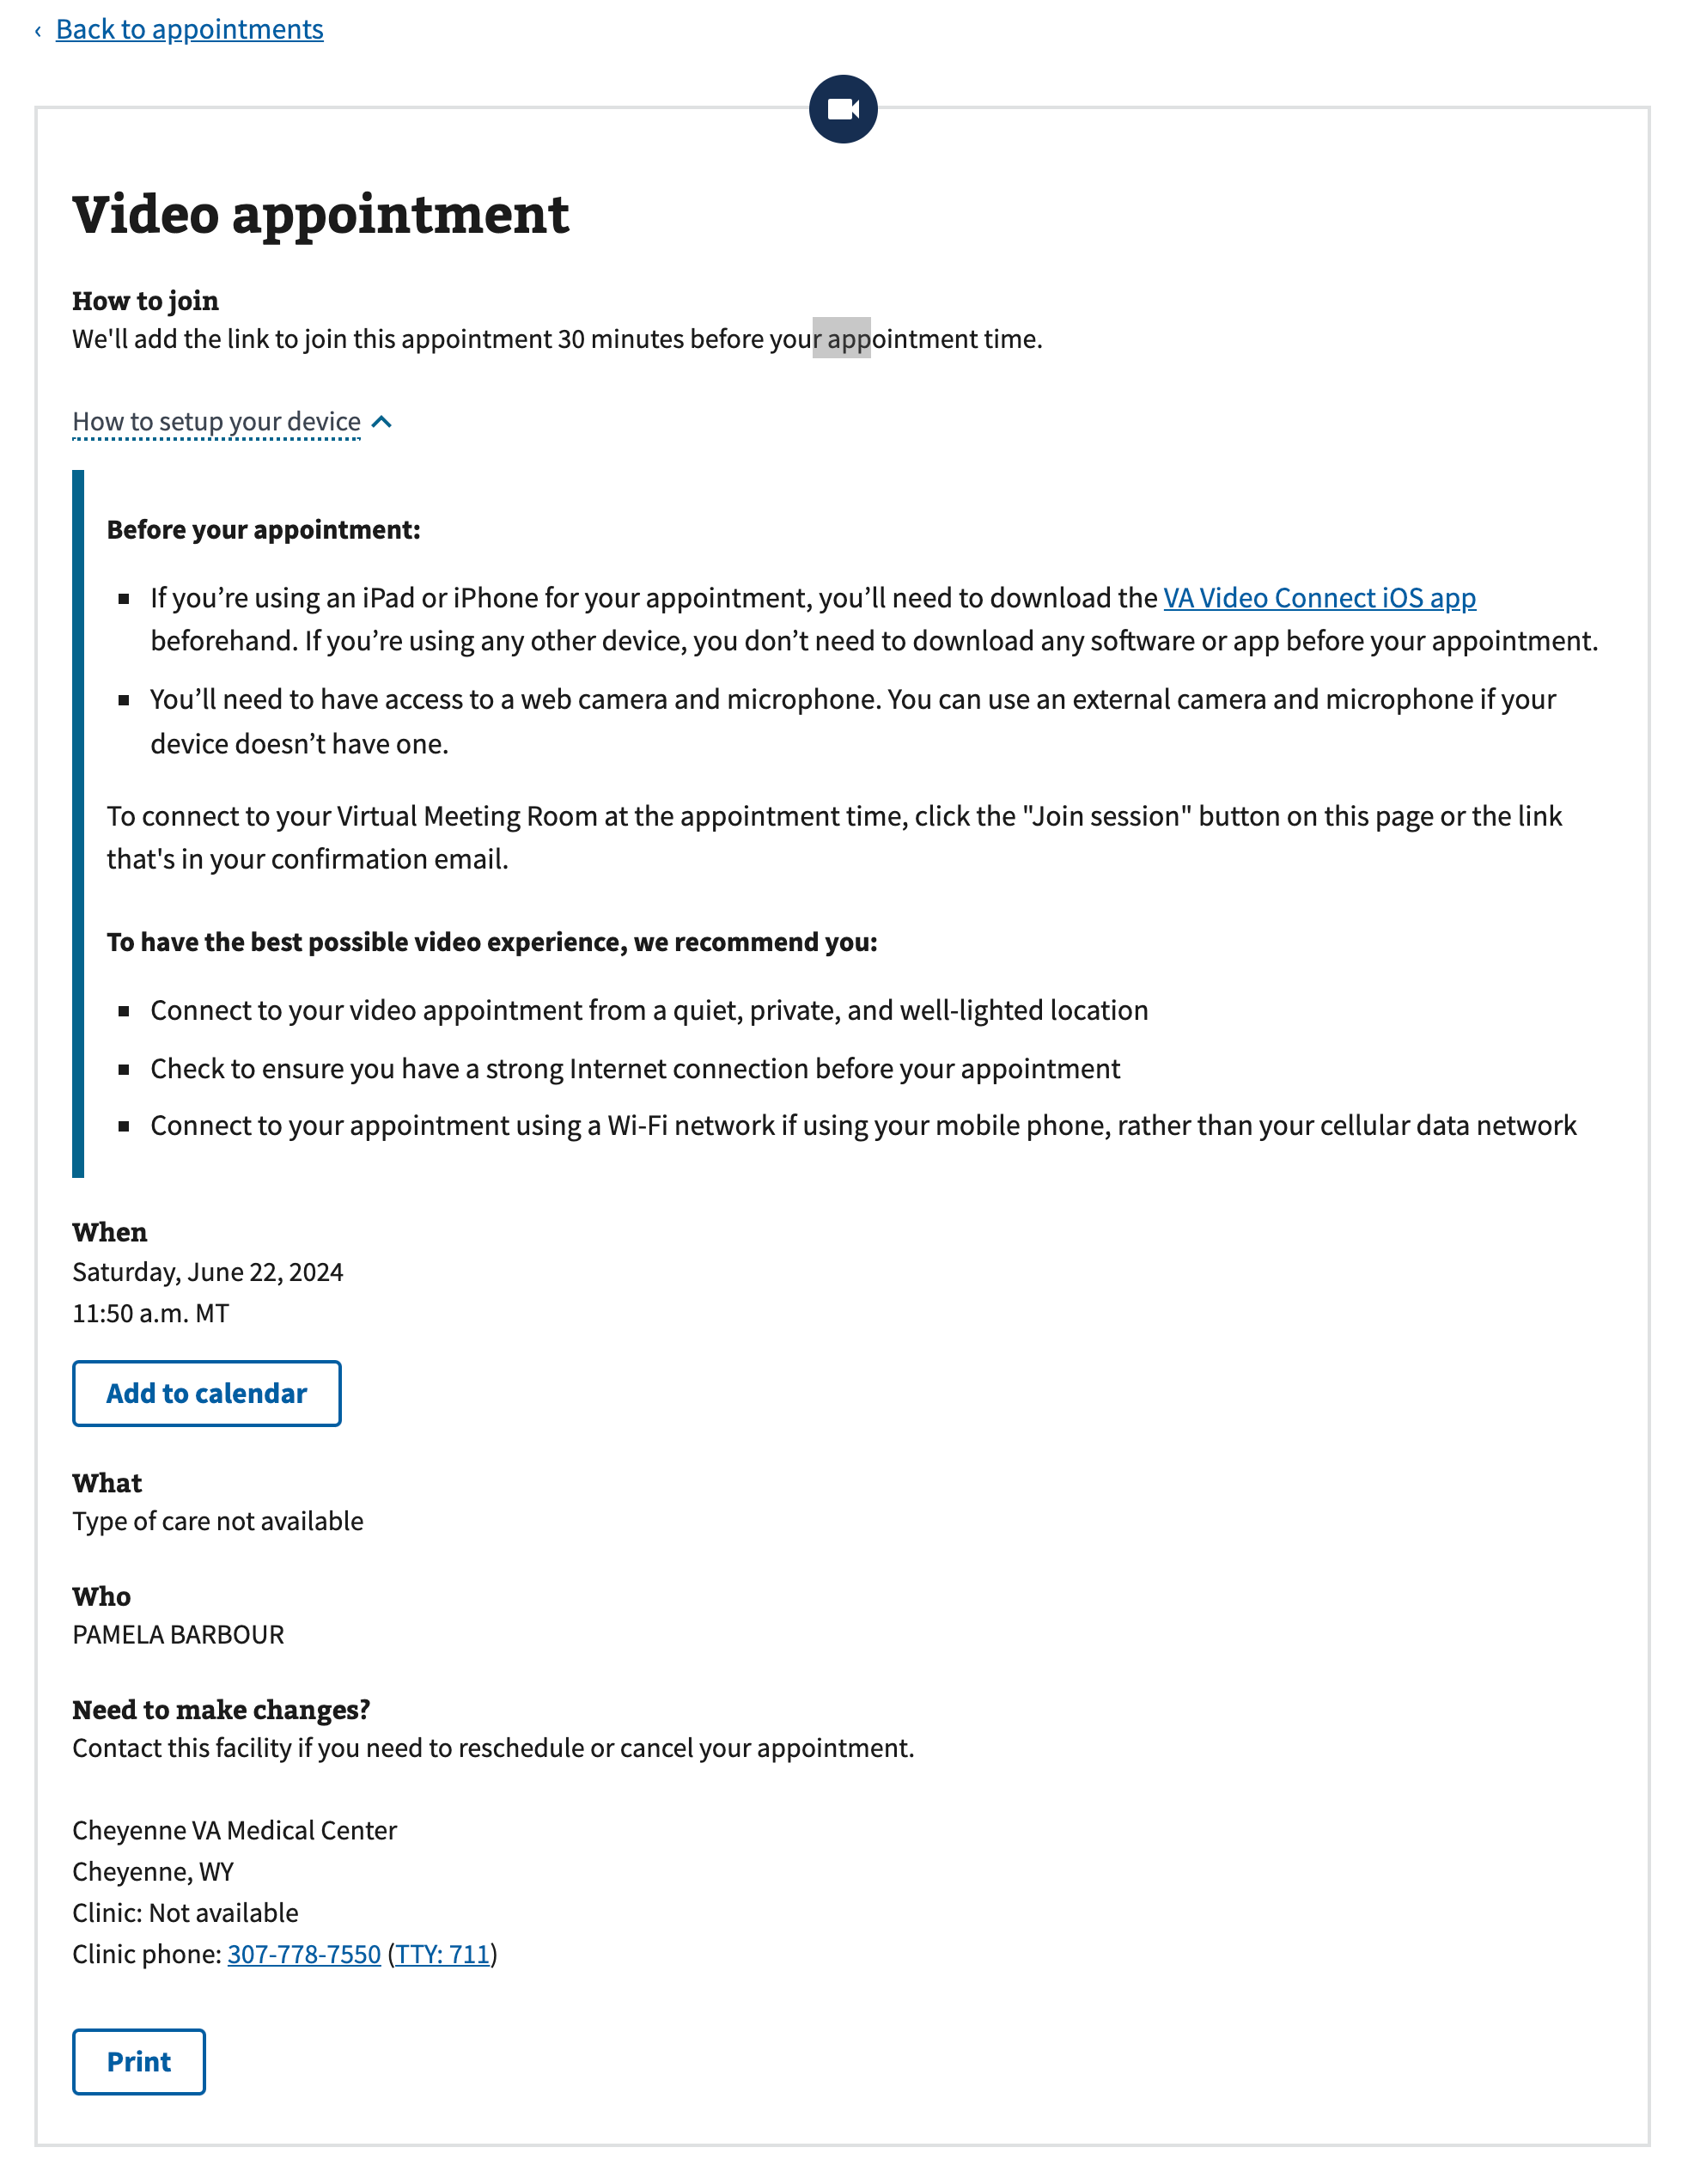 ‹ Back to appointments
Video appointment
How to join
We'll add the link to join this appointment 30 minutes before your appointment time.
How to setup your device
Before your appointment:
▪ If you’re using an iPad or iPhone for your appointment, you’ll need to download the VA Video Connect iOS app
beforehand. If you’re using any other device, you don’t need to download any software or app before your appointment.
▪ You’ll need to have access to a web camera and microphone. You can use an external camera and microphone if your
device doesn’t have one.
To connect to your Virtual Meeting Room at the appointment time, click the "Join session" button on this page or the link
that's in your confirmation email.
To have the best possible video experience, we recommend you:
▪ Connect to your video appointment from a quiet, private, and well-lighted location
▪ Check to ensure you have a strong Internet connection before your appointment
▪ Connect to your appointment using a Wi-Fi network if using your mobile phone, rather than your cellular data network
When
Saturday, June 22, 2024
11:50 a.m. MT
Add to calendar
What
Type of care not available
Who
PAMELA BARBOUR
Need to make changes?
Contact this facility if you need to reschedule or cancel your appointment.
Cheyenne VA Medical Center
Cheyenne, WY
Clinic: Not available
Clinic phone: 307-778-7550 (TTY: 711)
Print